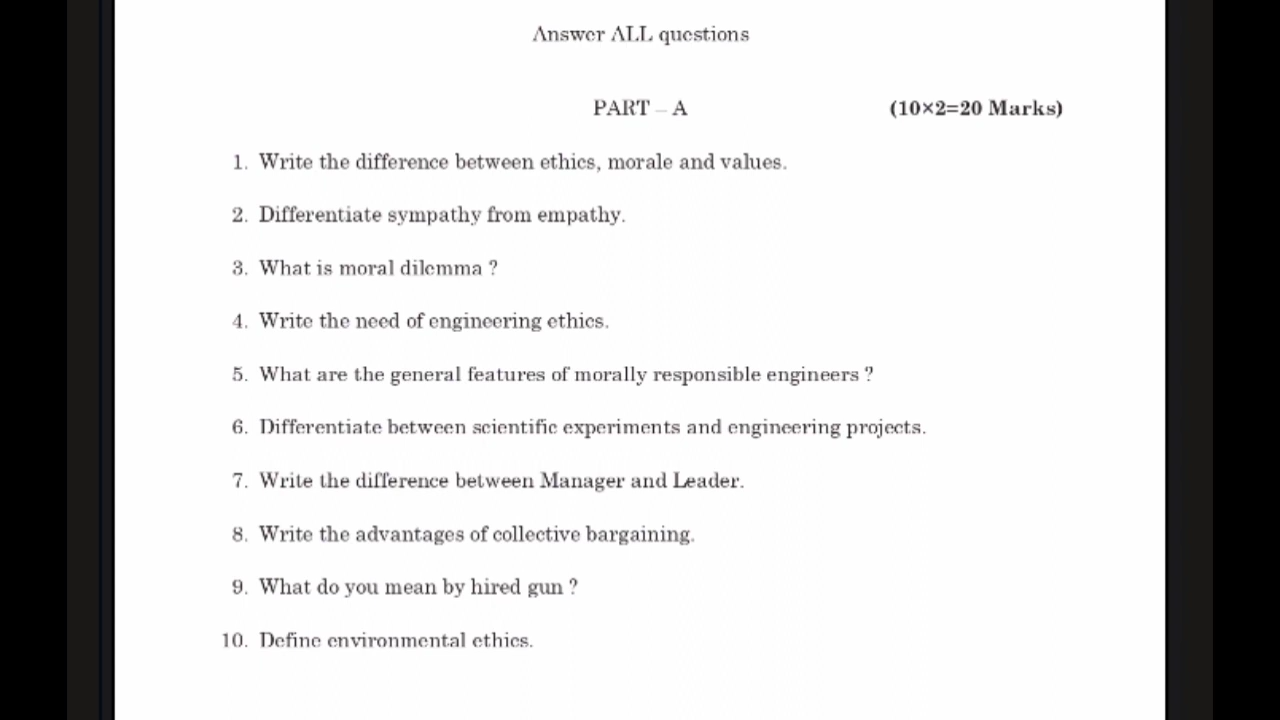 Answer ALL questions
PART – A (10×2=20 Marks)
1. Write the difference between ethics, morale and values.
2. Differentiate sympathy from empathy.
3. What is moral dilemma ?
4. Write the need of engineering ethics.
5. What are the general features of morally responsible engineers ?
6. Differentiate between scientific experiments and engineering projects.
7. Write the difference between Manager and Leader.
8. Write the advantages of collective bargaining.
9. What do you mean by hired gun ?
10. Define environmental ethics.